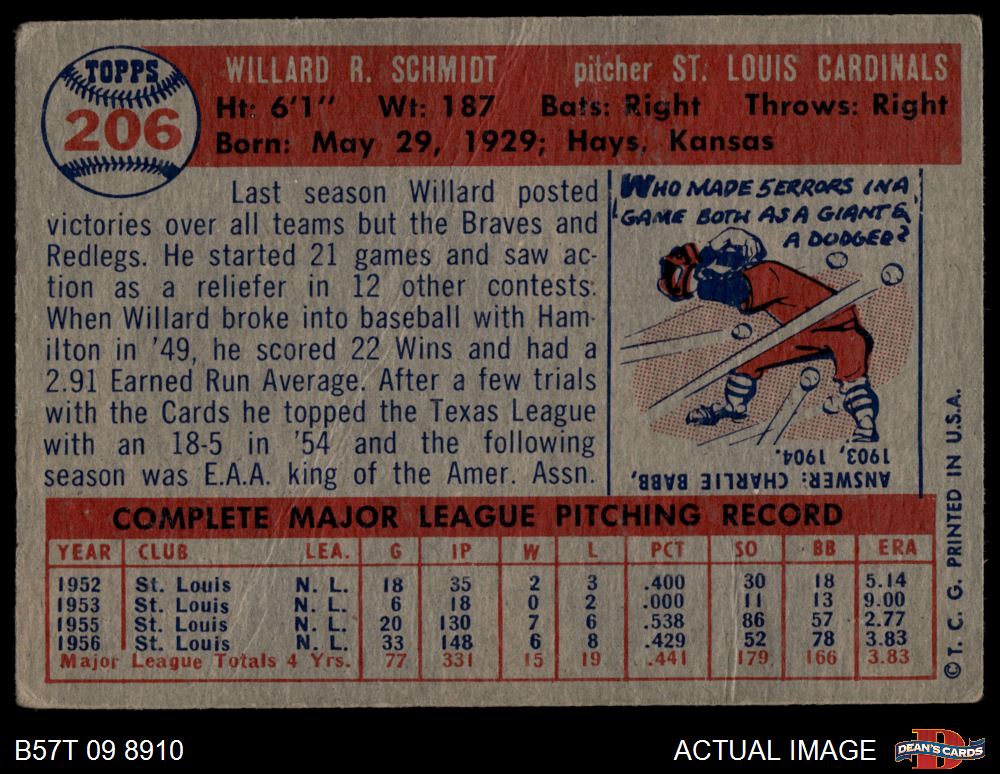 TOPPS
206
WILLARD R. SCHMIDT pitcher ST. LOUIS CARDINALS
Ht: 6'1" Wt: 187 Bats: Right Throws: Right
Born: May 29, 1929; Hays, Kansas
Last season Willard posted
victories over all teams but the Braves and
Redlegs. He started 21 games and saw ac-
tion as a reliefer in 12 other contests.
When Willard broke into baseball with Ham-
ilton in '49, he scored 22 Wins and had a
2.91 Earned Run Average. After a few trials
with the Cards he topped the Texas League
with an 18-5 in '54 and the following
season was E.A.A. king of the Amer. Assn.
WHO MADE 5 ERRORS IN A
GAME BOTH AS A GIANT &
A DODGER?
ANSWER: CHARLIE BABB,
1903, 1904.
COMPLETE MAJOR LEAGUE PITCHING RECORD
YEAR CLUB LEA. G IP W L PCT SO BB ERA
1952 St. Louis N. L. 18 35 2 3 .400 30 18 5.14
1953 St. Louis N. L. 6 18 0 2 .000 11 13 9.00
1955 St. Louis N. L. 20 130 7 6 .538 86 57 2.77
1956 St. Louis N. L. 33 148 6 8 .429 52 78 3.83
Major League Totals 4 Yrs. 77 331 15 19 .441 179 166 3.83
© T. C. G. PRINTED IN U.S.A.
B57T 09 8910
ACTUAL IMAGE
DEAN'S CARDS